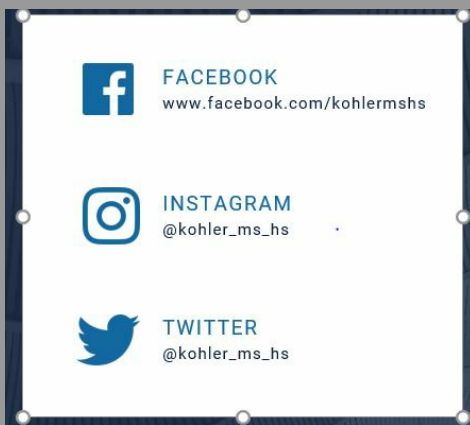 FACEBOOK
www.facebook.com/kohlermshs
INSTAGRAM
@kohler_ms_hs
TWITTER
@kohler_ms_hs